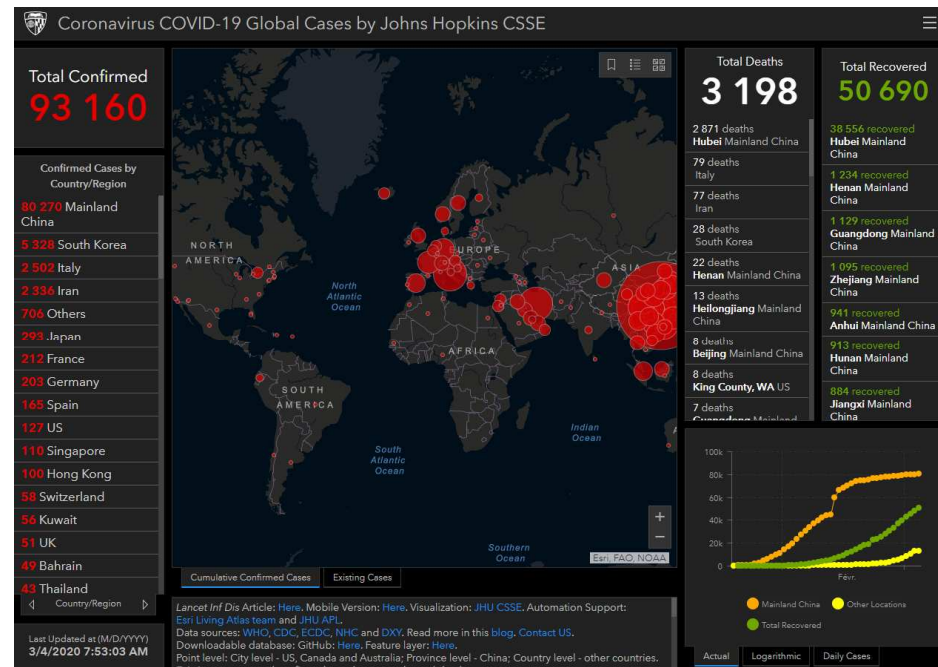 Coronavirus COVID-19 Global Cases by Johns Hopkins CSSE
Total Confirmed
93 160
Confirmed Cases by
Country/Region
80 270 Mainland
China
5 328 South Korea
2 502 Italy
2 336 Iran
706 Others
293 Japan
212 France
203 Germany
165 Spain
127 US
110 Singapore
100 Hong Kong
58 Switzerland
56 Kuwait
51 UK
49 Bahrain
43 Thailand
Country/Region
Last Updated at (M/D/YYYY)
3/4/2020 7:53:03 AM
NORTH
AMERICA
North
Atlantic
Ocean
EUROPE
ASIA
AFRICA
SOUTH
AMERICA
South
Atlantic
Ocean
Indian
Ocean
Southern
Ocean
+
−
Esri, FAO, NOAA
Cumulative Confirmed Cases
Existing Cases
Lancet Inf Dis Article: Here. Mobile Version: Here. Visualization: JHU CSSE. Automation Support:
Esri Living Atlas team and JHU APL.
Data sources: WHO, CDC, ECDC, NHC and DXY. Read more in this blog. Contact US.
Downloadable database: GitHub: Here. Feature layer: Here.
Point level: City level - US, Canada and Australia; Province level - China; Country level - other countries.
Total Deaths
3 198
2 871 deaths
Hubei Mainland China
79 deaths
Italy
77 deaths
Iran
28 deaths
South Korea
22 deaths
Henan Mainland China
13 deaths
Heilongjiang Mainland
China
8 deaths
Beijing Mainland China
8 deaths
King County, WA US
7 deaths
Guangdong Mainland
Total Recovered
50 690
38 556 recovered
Hubei Mainland
China
1 234 recovered
Henan Mainland
China
1 129 recovered
Guangdong Mainland
China
1 095 recovered
Zhejiang Mainland
China
941 recovered
Anhui Mainland China
913 recovered
Hunan Mainland
China
884 recovered
Jiangxi Mainland
China
100k
80k
60k
40k
20k
0
Févr.
Mainland China
Other Locations
Total Recovered
Actual
Logarithmic
Daily Cases